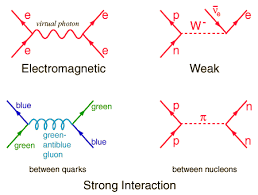 e e
virtual photon
e e
Electromagnetic
p ν̅e e
W-
n n
Weak
blue green
green-
antiblue
gluon
green blue
between quarks
p n
π
n p
between nucleons
Strong Interaction